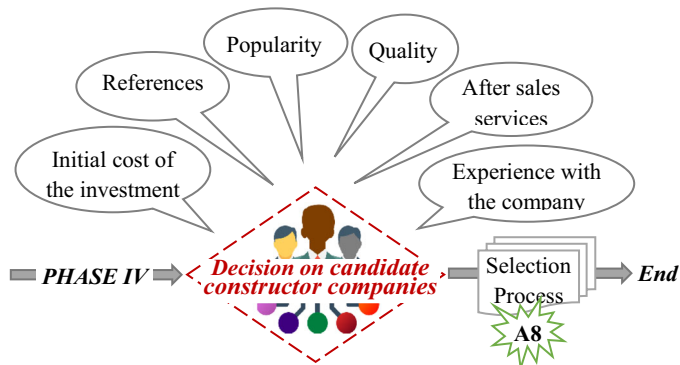 Popularity
Quality
References
After sales
services
Initial cost of
the investment
Experience with
the company
PHASE IV
Decision on candidate
constructor companies
Selection
Process
A8
End